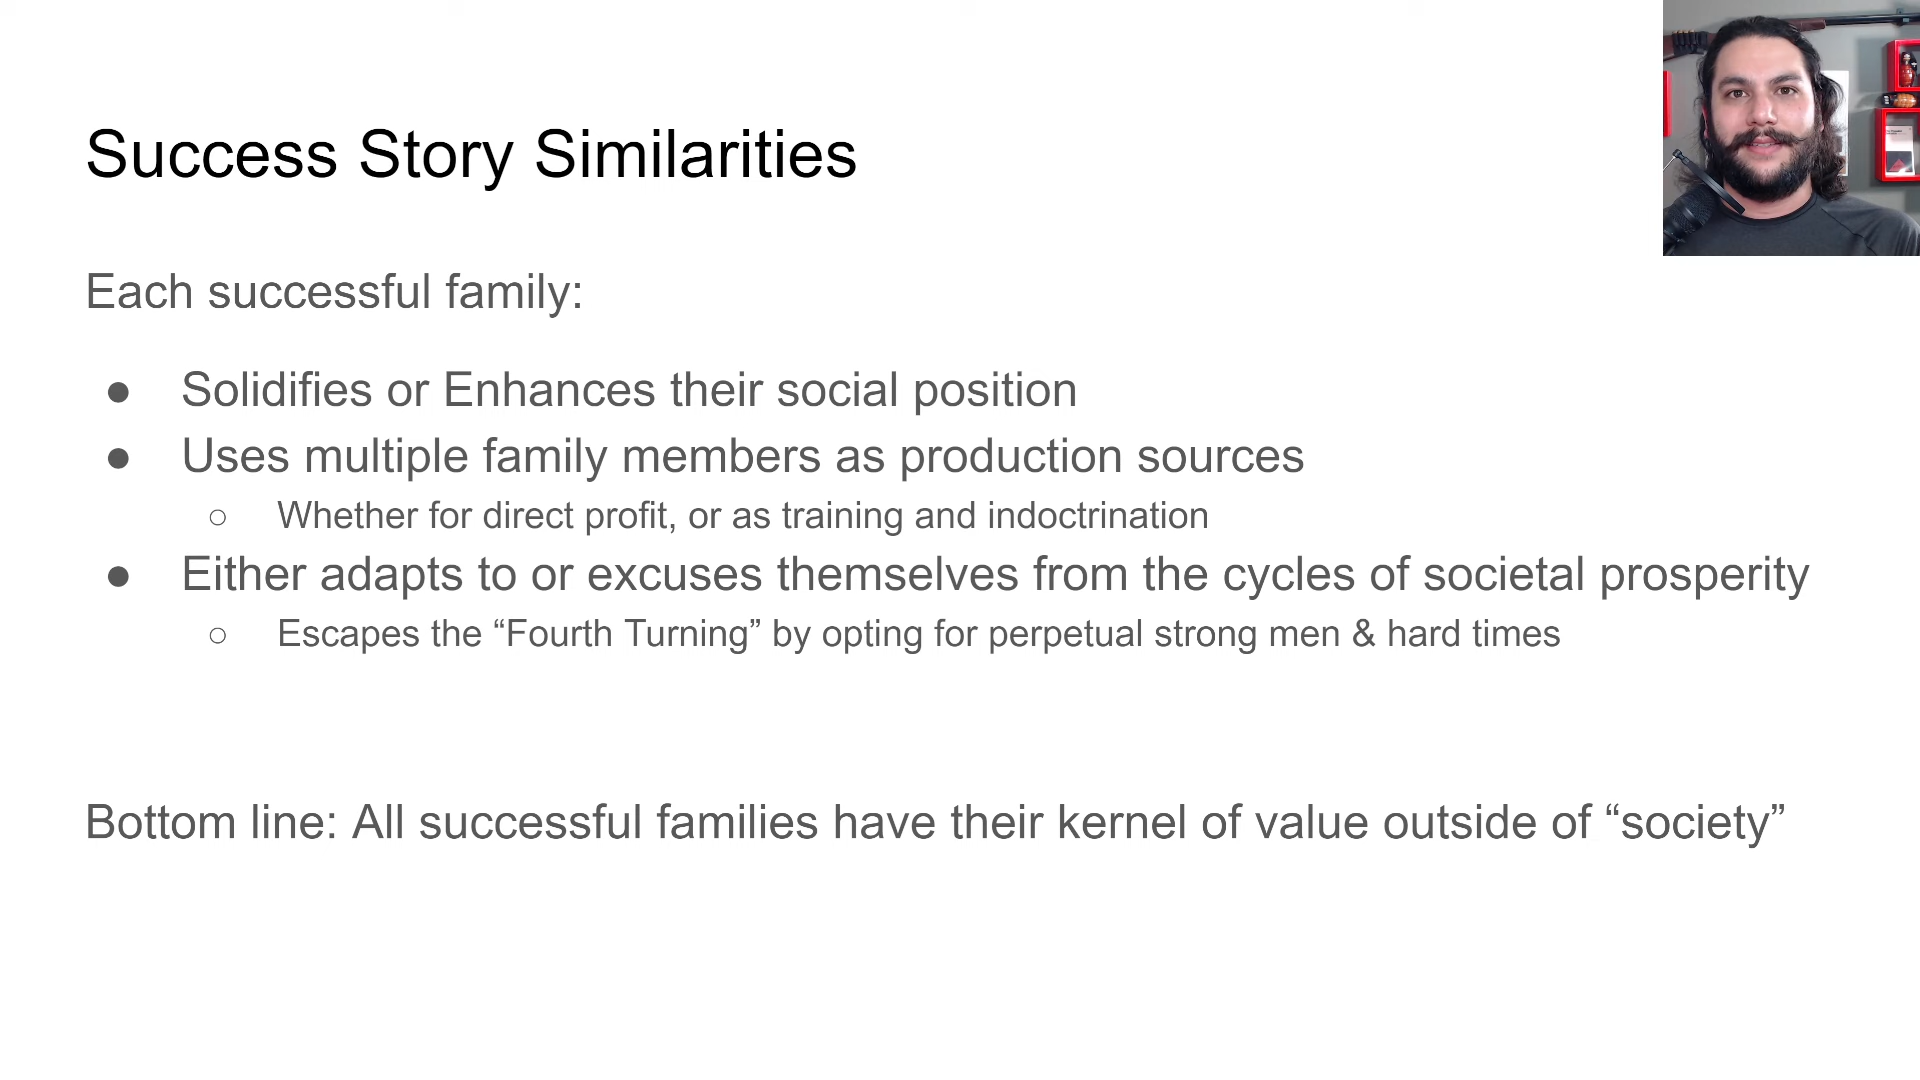 Success Story Similarities
Each successful family:
● Solidifies or Enhances their social position
● Uses multiple family members as production sources
○ Whether for direct profit, or as training and indoctrination
● Either adapts to or excuses themselves from the cycles of societal prosperity
○ Escapes the “Fourth Turning” by opting for perpetual strong men & hard times
Bottom line: All successful families have their kernel of value outside of “society”